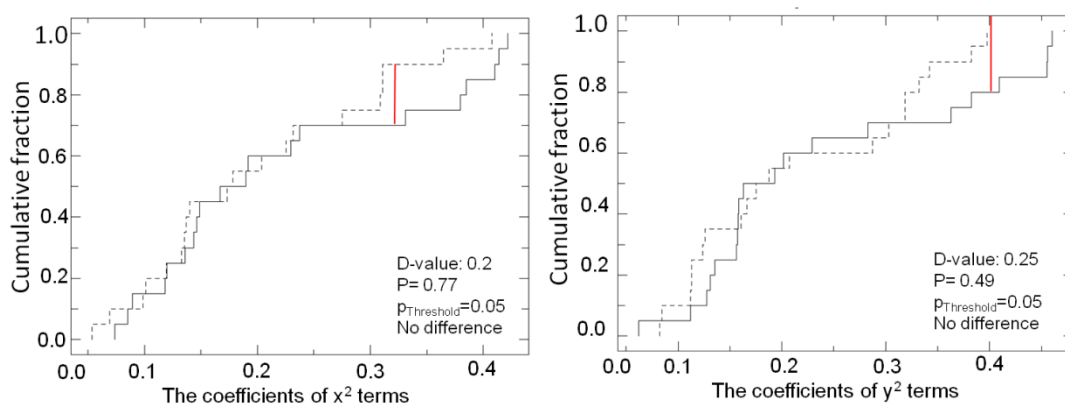 Cumulative fraction
1.0
0.8
0.6
0.4
0.2
0.0
D-value: 0.2
P= 0.77
pThreshold=0.05
No difference
0.0 0.1 0.2 0.3 0.4
The coefficients of x² terms
Cumulative fraction
1.0
0.8
0.6
0.4
0.2
0.0
D-value: 0.25
P= 0.49
pThreshold=0.05
No difference
0.0 0.1 0.2 0.3 0.4
The coefficients of y² terms